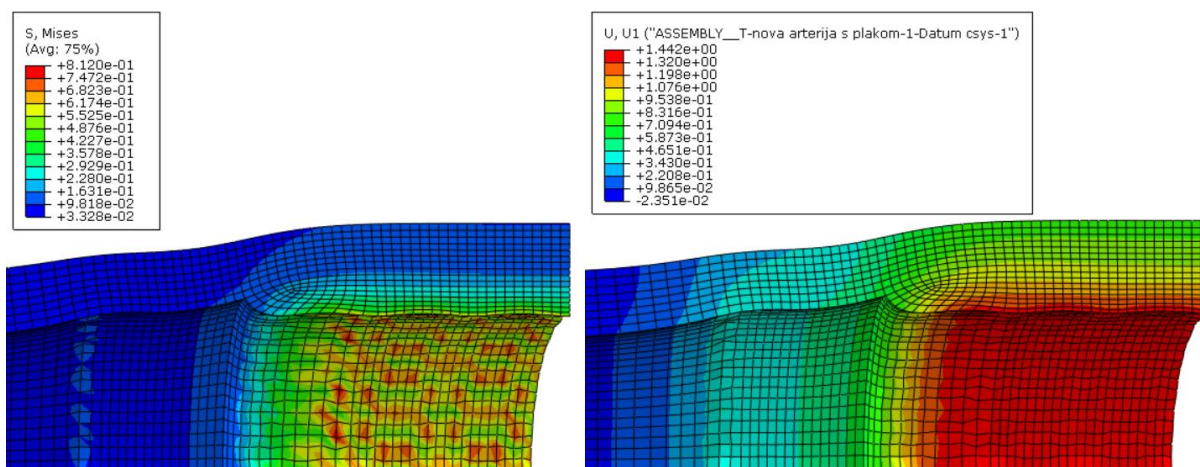 S, Mises
(Avg: 75%)
+8.120e-01
+7.472e-01
+6.823e-01
+6.174e-01
+5.525e-01
+4.876e-01
+4.227e-01
+3.578e-01
+2.929e-01
+2.280e-01
+1.631e-01
+9.818e-02
+3.328e-02
U, U1 ("ASSEMBLY__T-nova arterija s plakom-1-Datum csys-1")
+1.442e+00
+1.320e+00
+1.198e+00
+1.076e+00
+9.538e-01
+8.316e-01
+7.094e-01
+5.873e-01
+4.651e-01
+3.430e-01
+2.208e-01
+9.865e-02
-2.351e-02